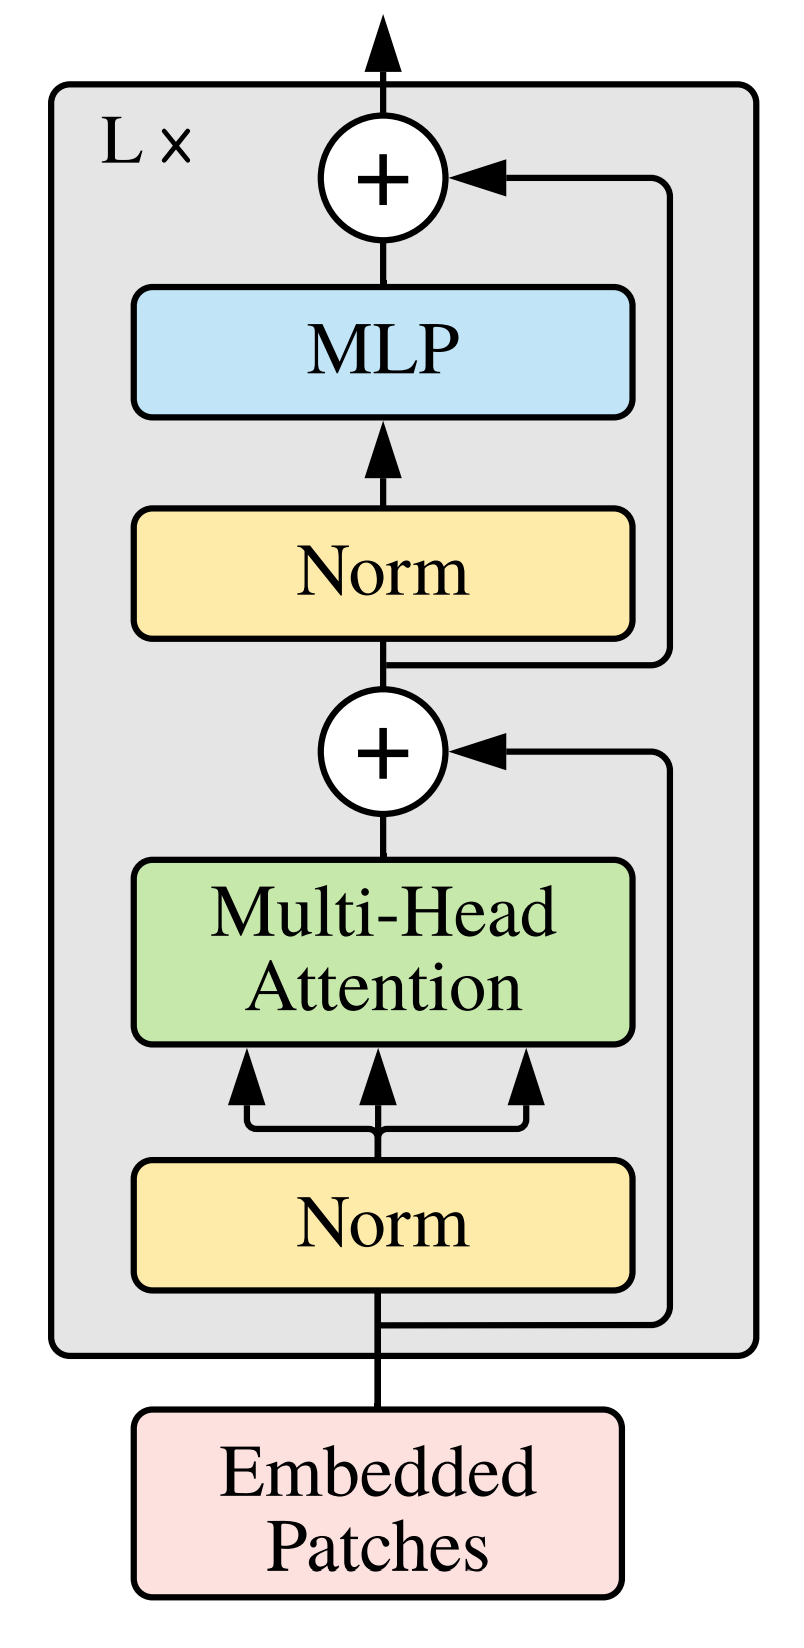 L ×
+
MLP
Norm
+
Multi-Head
Attention
Norm
Embedded
Patches